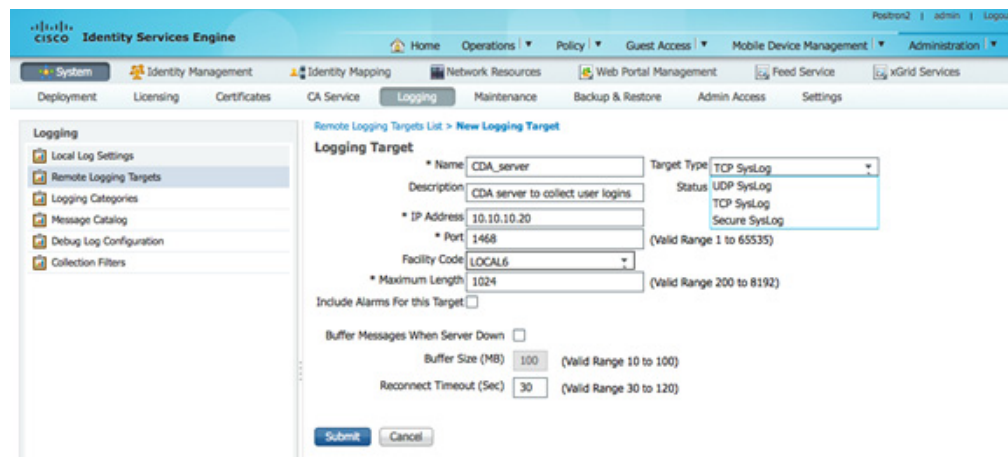 Positron2 | admin | Logou
cisco Identity Services Engine
Home Operations Policy Guest Access Mobile Device Management Administration
System Identity Management Identity Mapping Network Resources Web Portal Management Feed Service xGrid Services
Deployment Licensing Certificates CA Service Logging Maintenance Backup & Restore Admin Access Settings
Logging
Local Log Settings
Remote Logging Targets
Logging Categories
Message Catalog
Debug Log Configuration
Collection Filters
Remote Logging Targets List > New Logging Target
Logging Target
* Name CDA_server Target Type TCP SysLog
Description CDA server to collect user logins Status UDP SysLog
TCP SysLog
* IP Address 10.10.10.20 Secure SysLog
* Port 1468 (Valid Range 1 to 65535)
Facility Code LOCAL6
* Maximum Length 1024 (Valid Range 200 to 8192)
Include Alarms For this Target
Buffer Messages When Server Down
Buffer Size (MB) 100 (Valid Range 10 to 100)
Reconnect Timeout (Sec) 30 (Valid Range 30 to 120)
Submit Cancel